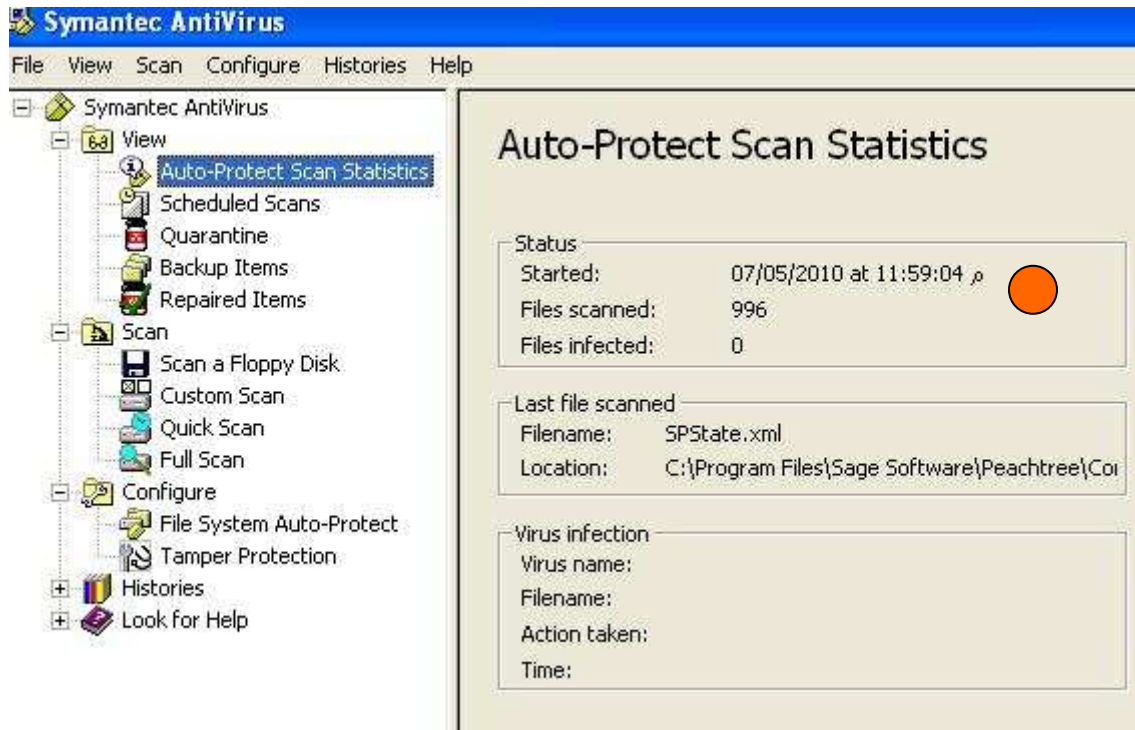 Symantec AntiVirus
File View Scan Configure Histories Help
Symantec AntiVirus
View
Auto-Protect Scan Statistics
Scheduled Scans
Quarantine
Backup Items
Repaired Items
Scan
Scan a Floppy Disk
Custom Scan
Quick Scan
Full Scan
Configure
File System Auto-Protect
Tamper Protection
Histories
Look for Help
Auto-Protect Scan Statistics
Status
Started: 07/05/2010 at 11:59:04 م
Files scanned: 996
Files infected: 0
Last file scanned
Filename: SPState.xml
Location: C:\Program Files\Sage Software\Peachtree\
Virus infection
Virus name:
Filename:
Action taken:
Time: